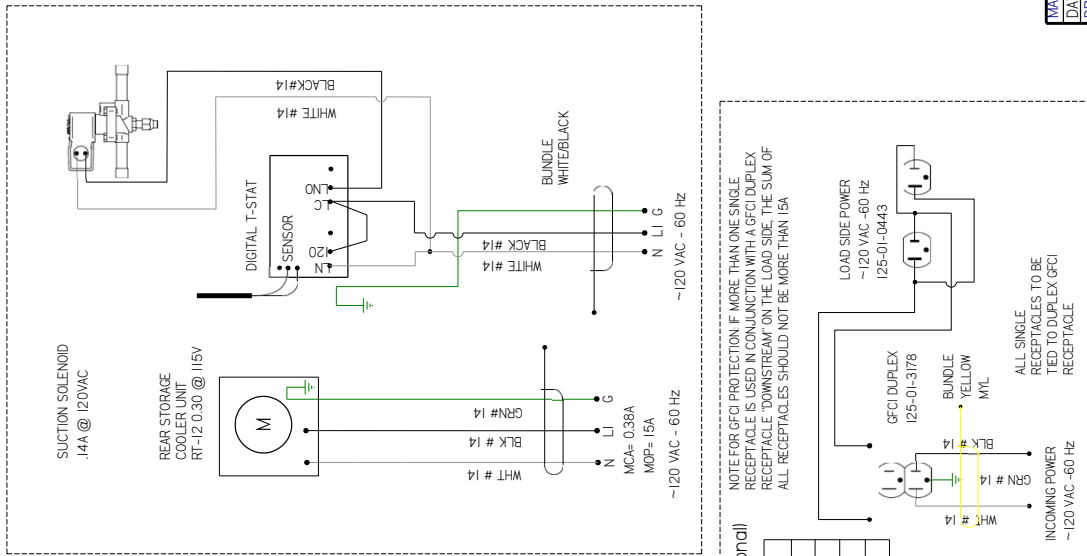 SUCTION SOLENOID
.14A @ 120VAC
BLACK#14
WHITE #14
DIGITAL T-STAT
SENSOR
LN
120
LC
LNO
BUNDLE
WHITE/BLACK
WHITE #14
BLACK #14
N
L1
G
~120 VAC - 60 Hz
REAR STORAGE
COOLER UNIT
RT-12 0.30 @ 115V
M
WHT # 14
BLK # 14
GRN# 14
N
L1
G
MCA= 0.38A
MOP= 15A
~120 VAC - 60 Hz
NOTE FOR GFCI PROTECTION: IF MORE THAN ONE SINGLE
RECEPTACLE IS USED IN CONJUNCTION WITH A GFCI DUPLEX
RECEPTACLE "DOWNSTREAM" ON THE LOAD SIDE, THE SUM OF
ALL RECEPTACLES SHOULD NOT BE MORE THAN 15A
LOAD SIDE POWER
~120 VAC -60 Hz
125-01-0443
GFCI DUPLEX
125-01-3178
BUNDLE
YELLOW
MYL
WHT # 14
GRN # 14
BLK # 14
INCOMING POWER
~120 VAC -60 Hz
ALL SINGLE
RECEPTACLES TO BE
TIED TO DUPLEX GFCI
RECEPTACLE
onal)
MA
DA